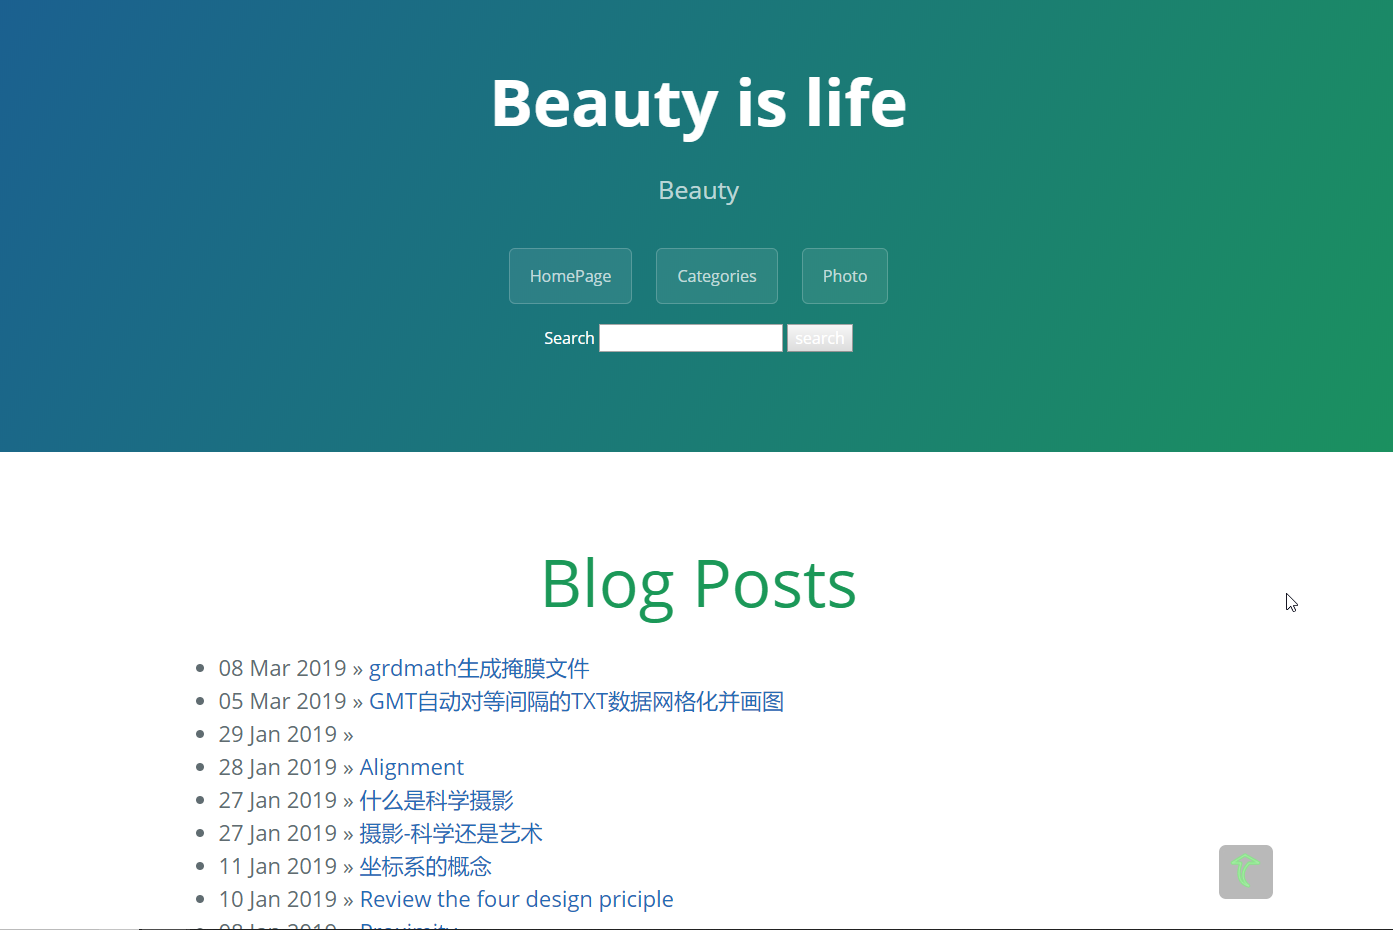 Beauty is life
Beauty
HomePage Categories Photo
Search search
Blog Posts
08 Mar 2019 » grdmath生成掩膜文件
05 Mar 2019 » GMT自动对等间隔的TXT数据网格化并画图
29 Jan 2019 »
28 Jan 2019 » Alignment
27 Jan 2019 » 什么是科学摄影
27 Jan 2019 » 摄影-科学还是艺术
11 Jan 2019 » 坐标系的概念
10 Jan 2019 » Review the four design priciple
08 Jan 2019 » Proximity